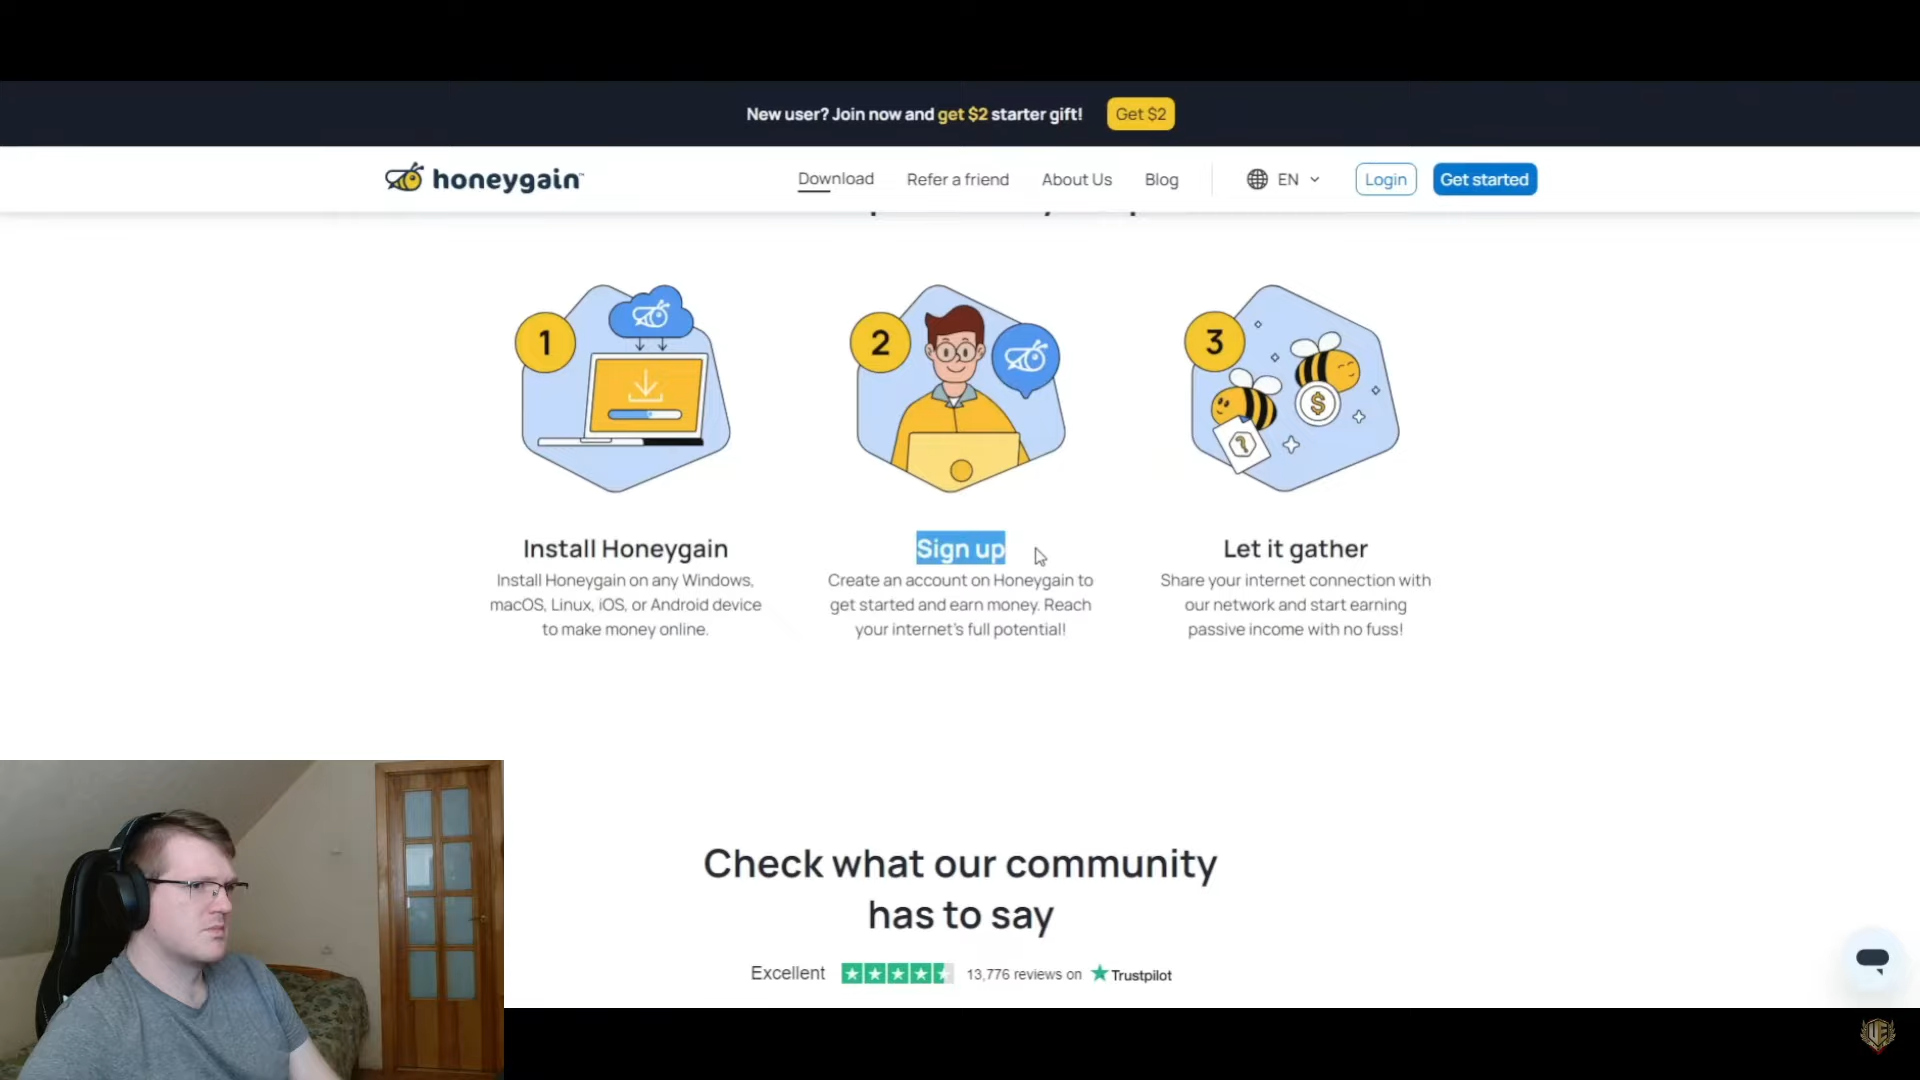 New user? Join now and get $2 starter gift!
Get $2
honeygain
Download
Refer a friend
About Us
Blog
EN
Login
Get started
1
2
3
$
Install Honeygain
Install Honeygain on any Windows,
macOS, Linux, iOS, or Android device
to make money online.
Sign up
Create an account on Honeygain to
get started and earn money. Reach
your internet's full potential!
Let it gather
Share your internet connection with
our network and start earning
passive income with no fuss!
Check what our community
has to say
Excellent
13,776 reviews on
Trustpilot